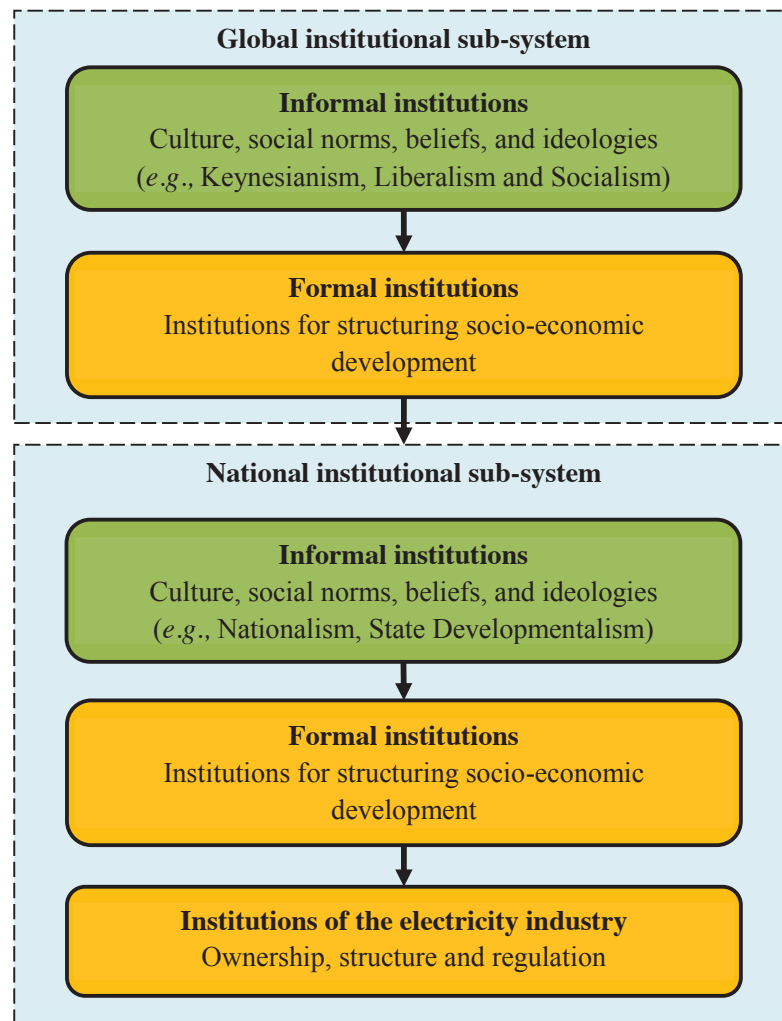 Global institutional sub-system
Informal institutions
Culture, social norms, beliefs, and ideologies
(e.g., Keynesianism, Liberalism and Socialism)
Formal institutions
Institutions for structuring socio-economic
development
National institutional sub-system
Informal institutions
Culture, social norms, beliefs, and ideologies
(e.g., Nationalism, State Developmentalism)
Formal institutions
Institutions for structuring socio-economic
development
Institutions of the electricity industry
Ownership, structure and regulation